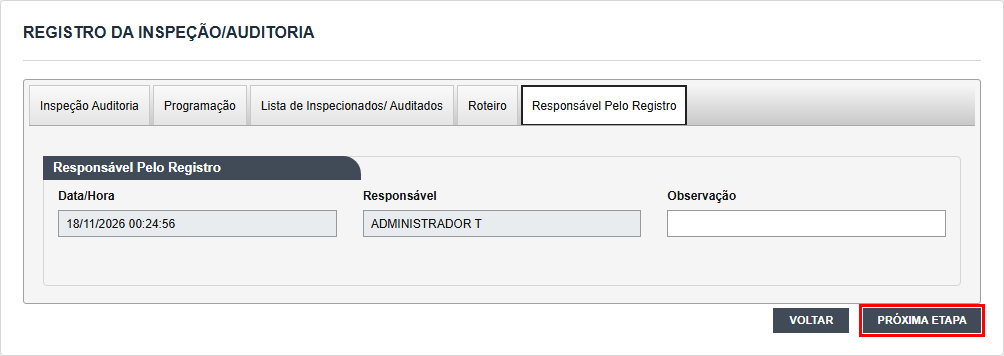 REGISTRO DA INSPEÇÃO/AUDITORIA
Inspeção Auditoria Programação Lista de Inspecionados/ Auditados Roteiro Responsável Pelo Registro
Responsável Pelo Registro
Data/Hora Responsável Observação
18/11/2026 00:24:56 ADMINISTRADOR T
VOLTAR PRÓXIMA ETAPA